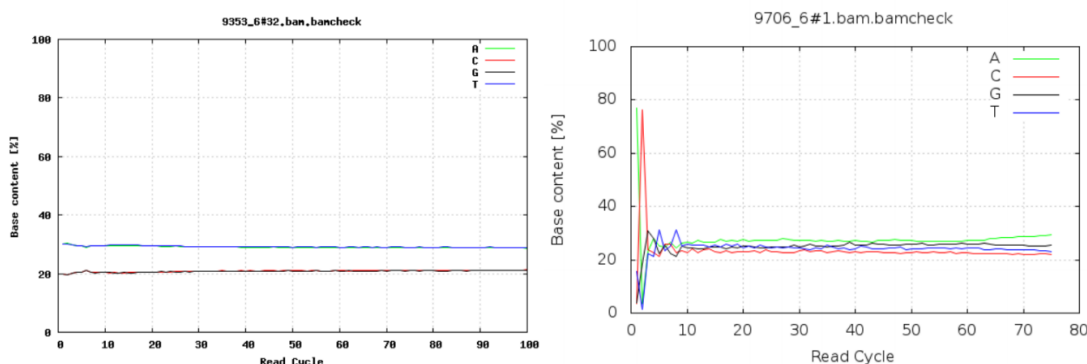 9353_6#32.bam.bamcheck
100
80
60
40
20
0
Base content [%]
A
C
G
T
0 10 20 30 40 50 60 70 80 90 100
Read Cycle
9706_6#1.bam.bamcheck
100
80
60
40
20
0
Base content [%]
A
C
G
T
0 10 20 30 40 50 60 70 80
Read Cycle